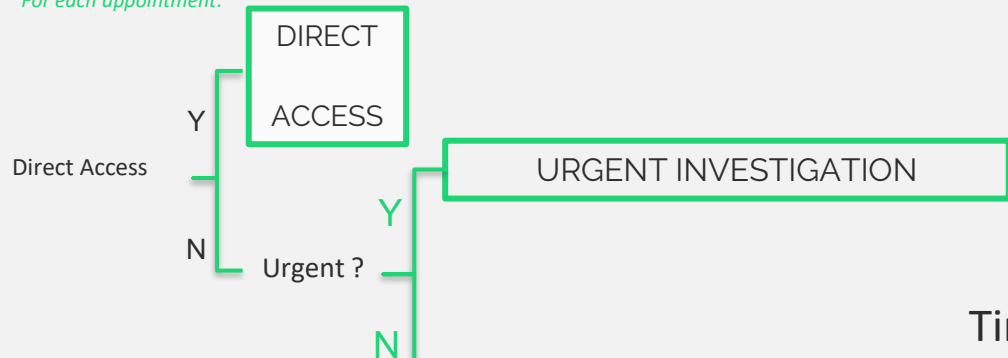 For each appointment:
DIRECT
ACCESS
Y
Direct Access
URGENT INVESTIGATION
Y
N
Urgent ?
N